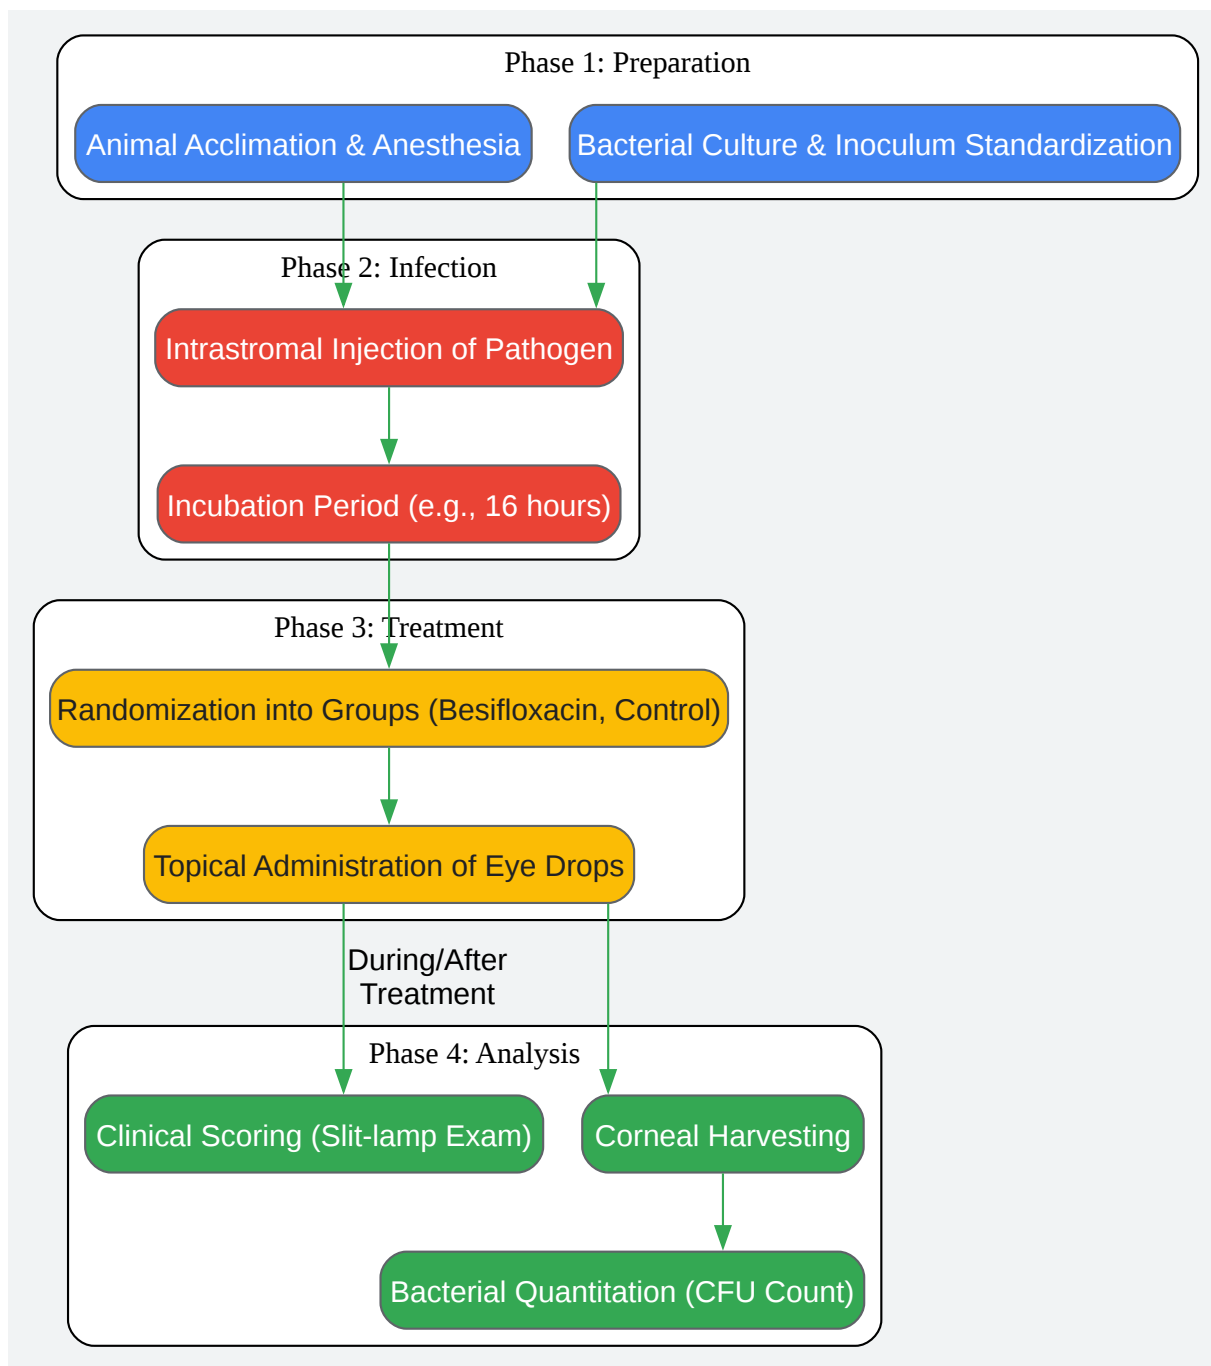 Phase 1: Preparation
Animal Acclimation & Anesthesia
Bacterial Culture & Inoculum Standardization
Phase 2: Infection
Intrastromal Injection of Pathogen
Incubation Period (e.g., 16 hours)
Phase 3: Treatment
Randomization into Groups (Besifloxacin, Control)
Topical Administration of Eye Drops
During/After
Treatment
Phase 4: Analysis
Clinical Scoring (Slit-lamp Exam)
Corneal Harvesting
Bacterial Quantitation (CFU Count)